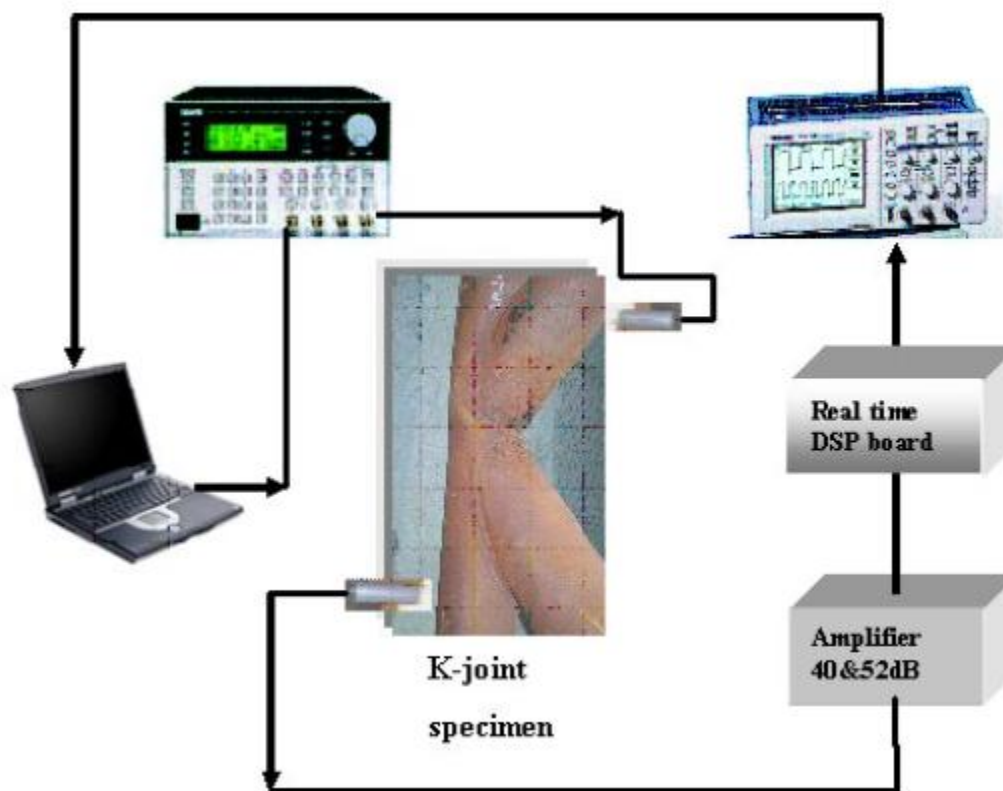 Real time
DSP board
Amplifier
40&52dB
K-joint
specimen